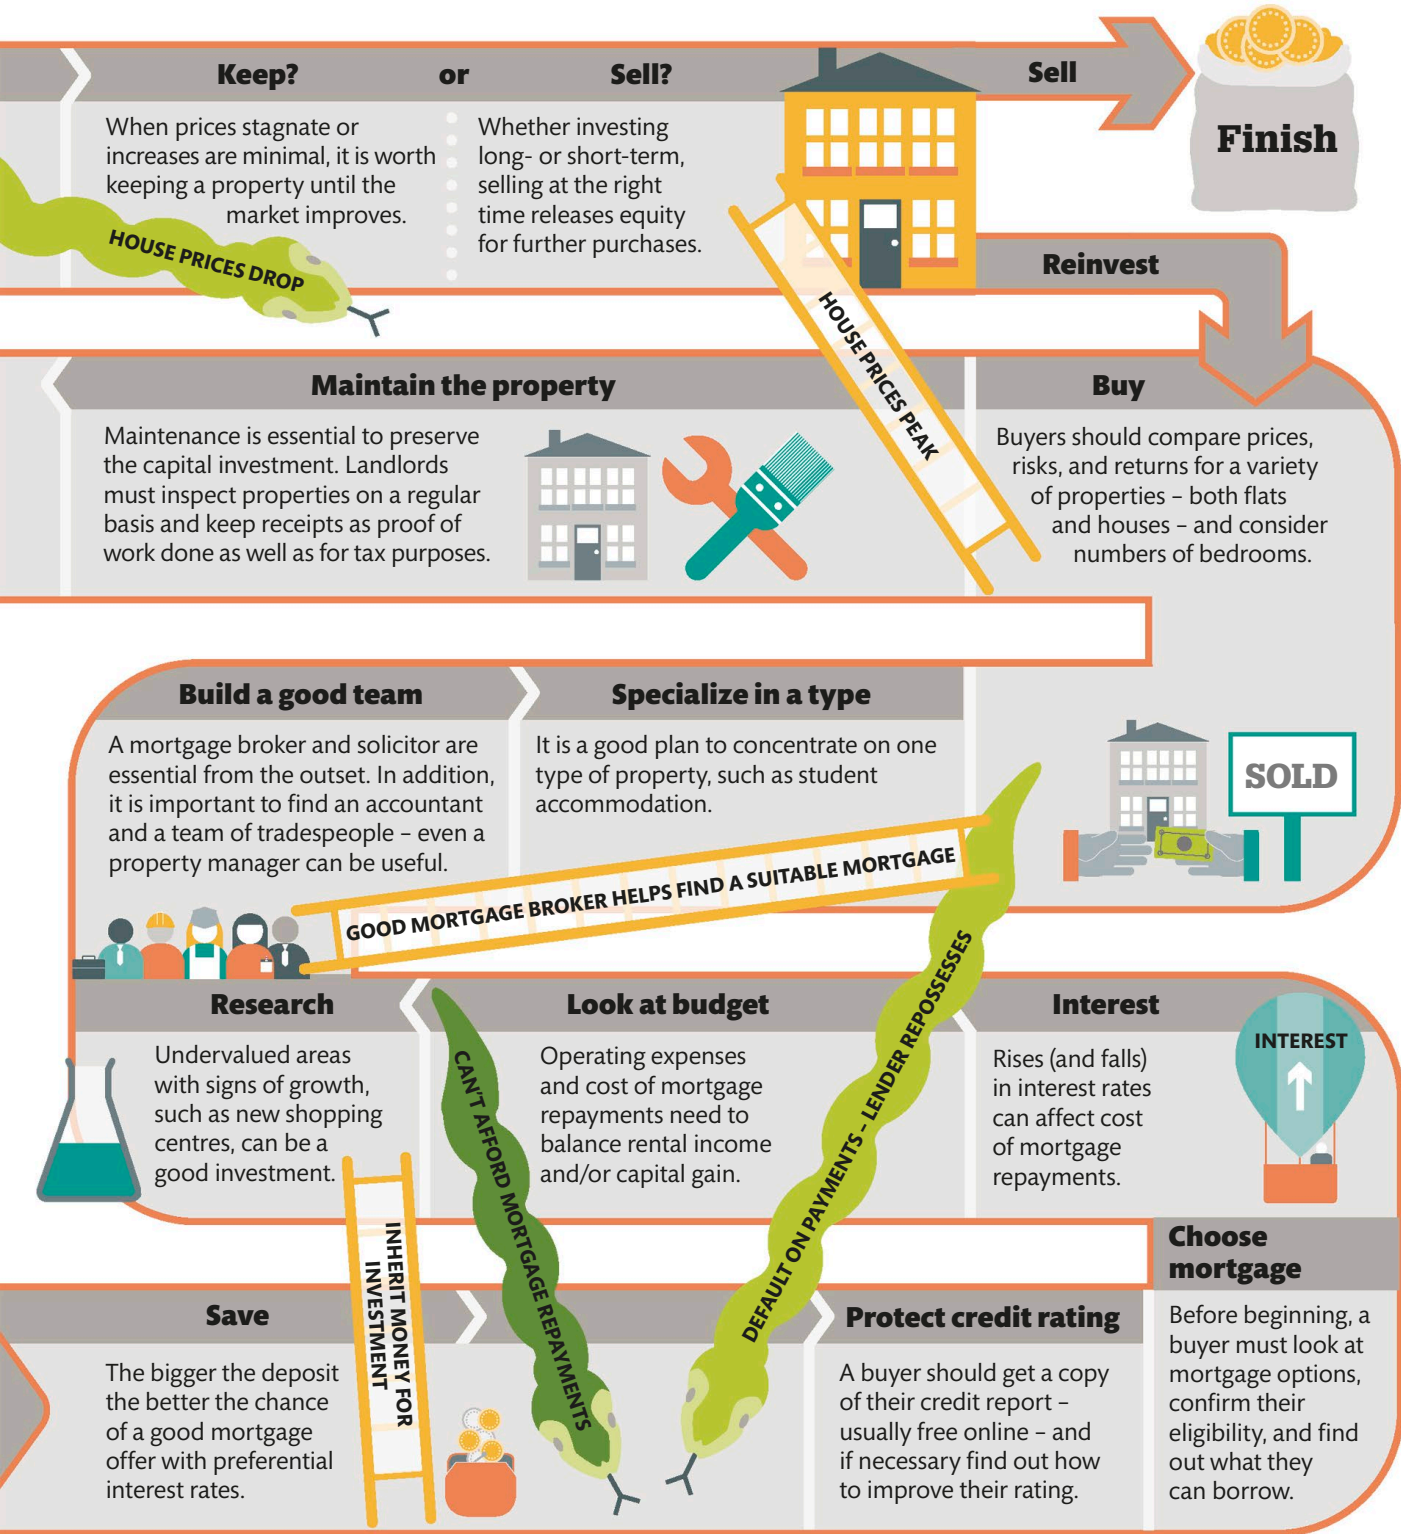 Keep?
or
Sell?
Sell
Finish
When prices stagnate or
increases are minimal, it is worth
keeping a property until the
market improves.
Whether investing
long- or short-term,
selling at the right
time releases equity
for further purchases.
HOUSE PRICES DROP
Reinvest
HOUSE PRICES PEAK
Maintain the property
Maintenance is essential to preserve
the capital investment. Landlords
must inspect properties on a regular
basis and keep receipts as proof of
work done as well as for tax purposes.
Buy
Buyers should compare prices,
risks, and returns for a variety
of properties – both flats
and houses – and consider
numbers of bedrooms.
Build a good team
A mortgage broker and solicitor are
essential from the outset. In addition,
it is important to find an accountant
and a team of tradespeople – even a
property manager can be useful.
Specialize in a type
It is a good plan to concentrate on one
type of property, such as student
accommodation.
SOLD
GOOD MORTGAGE BROKER HELPS FIND A SUITABLE MORTGAGE
Research
Undervalued areas
with signs of growth,
such as new shopping
centres, can be a
good investment.
CAN'T AFFORD MORTGAGE REPAYMENTS
Look at budget
Operating expenses
and cost of mortgage
repayments need to
balance rental income
and/or capital gain.
DEFAULT ON PAYMENTS – LENDER REPOSSESSES
Interest
Rises (and falls)
in interest rates
can affect cost
of mortgage
repayments.
INTEREST
Save
The bigger the deposit
the better the chance
of a good mortgage
offer with preferential
interest rates.
INHERIT MONEY FOR
INVESTMENT
Protect credit rating
A buyer should get a copy
of their credit report –
usually free online – and
if necessary find out how
to improve their rating.
Choose
mortgage
Before beginning, a
buyer must look at
mortgage options,
confirm their
eligibility, and find
out what they
can borrow.